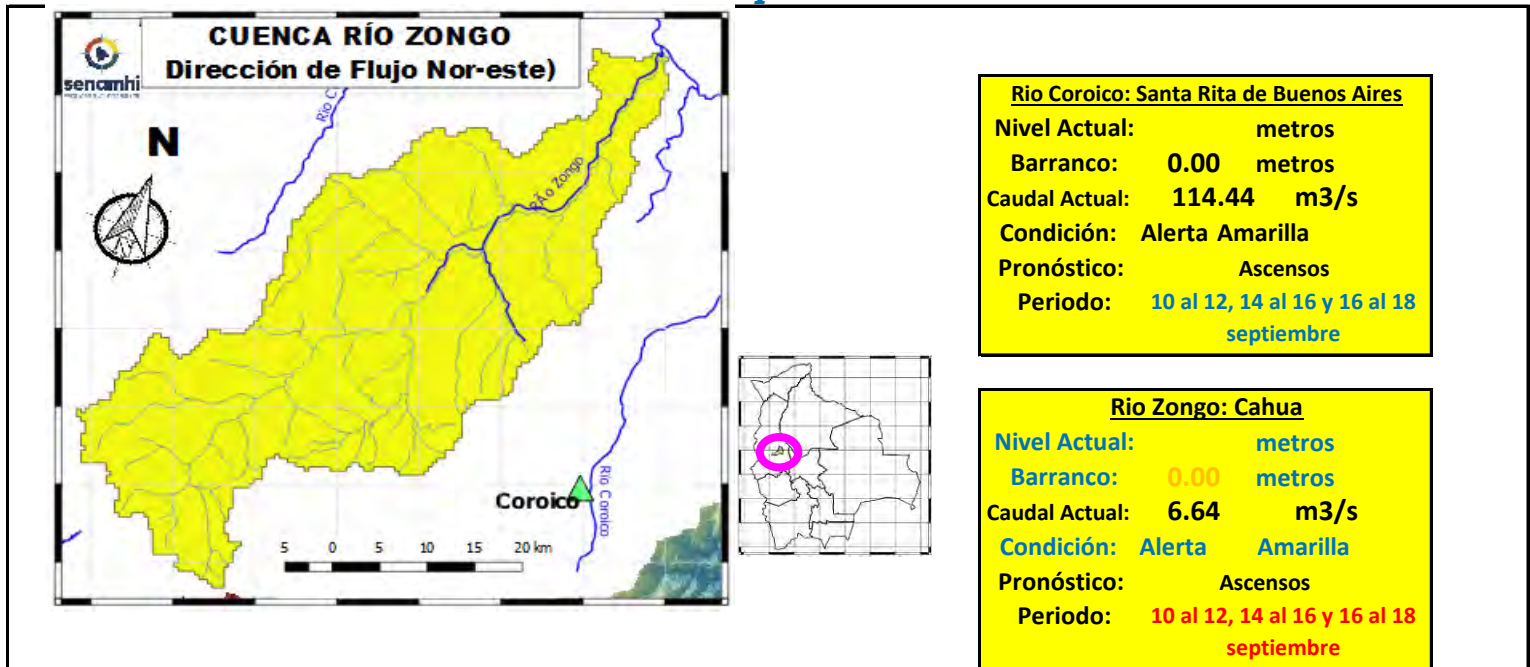 CUENCA RÍO ZONGO
Dirección de Flujo Nor-este)
senamhi
Río C
N
RÃ­o Zongo
Río Coroico
Coroico
5 0 5 10 15 20 km
Rio Coroico: Santa Rita de Buenos Aires
Nivel Actual: metros
Barranco: 0.00 metros
Caudal Actual: 114.44 m3/s
Condición: Alerta Amarilla
Pronóstico: Ascensos
Periodo: 10 al 12, 14 al 16 y 16 al 18
septiembre
Rio Zongo: Cahua
Nivel Actual: metros
Barranco: 0.00 metros
Caudal Actual: 6.64 m3/s
Condición: Alerta Amarilla
Pronóstico: Ascensos
Periodo: 10 al 12, 14 al 16 y 16 al 18
septiembre